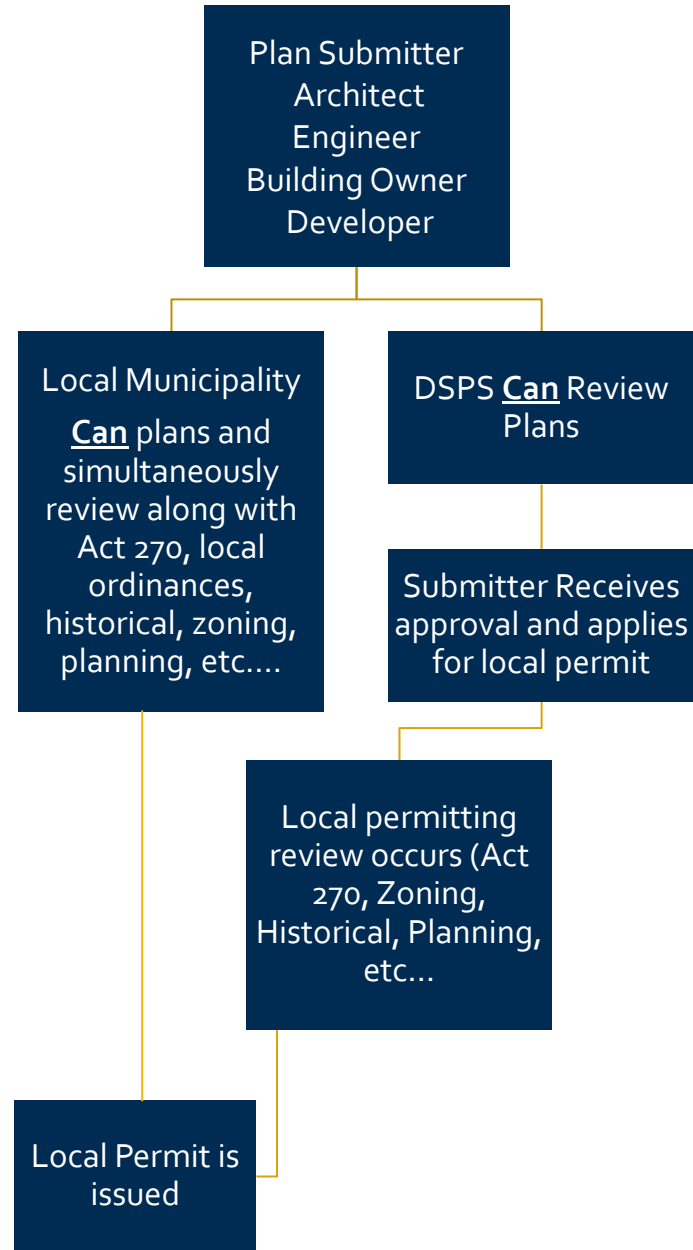 Plan Submitter
Architect
Engineer
Building Owner
Developer
Local Municipality
Can plans and
simultaneously
review along with
Act 270, local
ordinances,
historical, zoning,
planning, etc....
DSPS Can Review
Plans
Submitter Receives
approval and applies
for local permit
Local permitting
review occurs (Act
270, Zoning,
Historical, Planning,
etc...
Local Permit is
issued